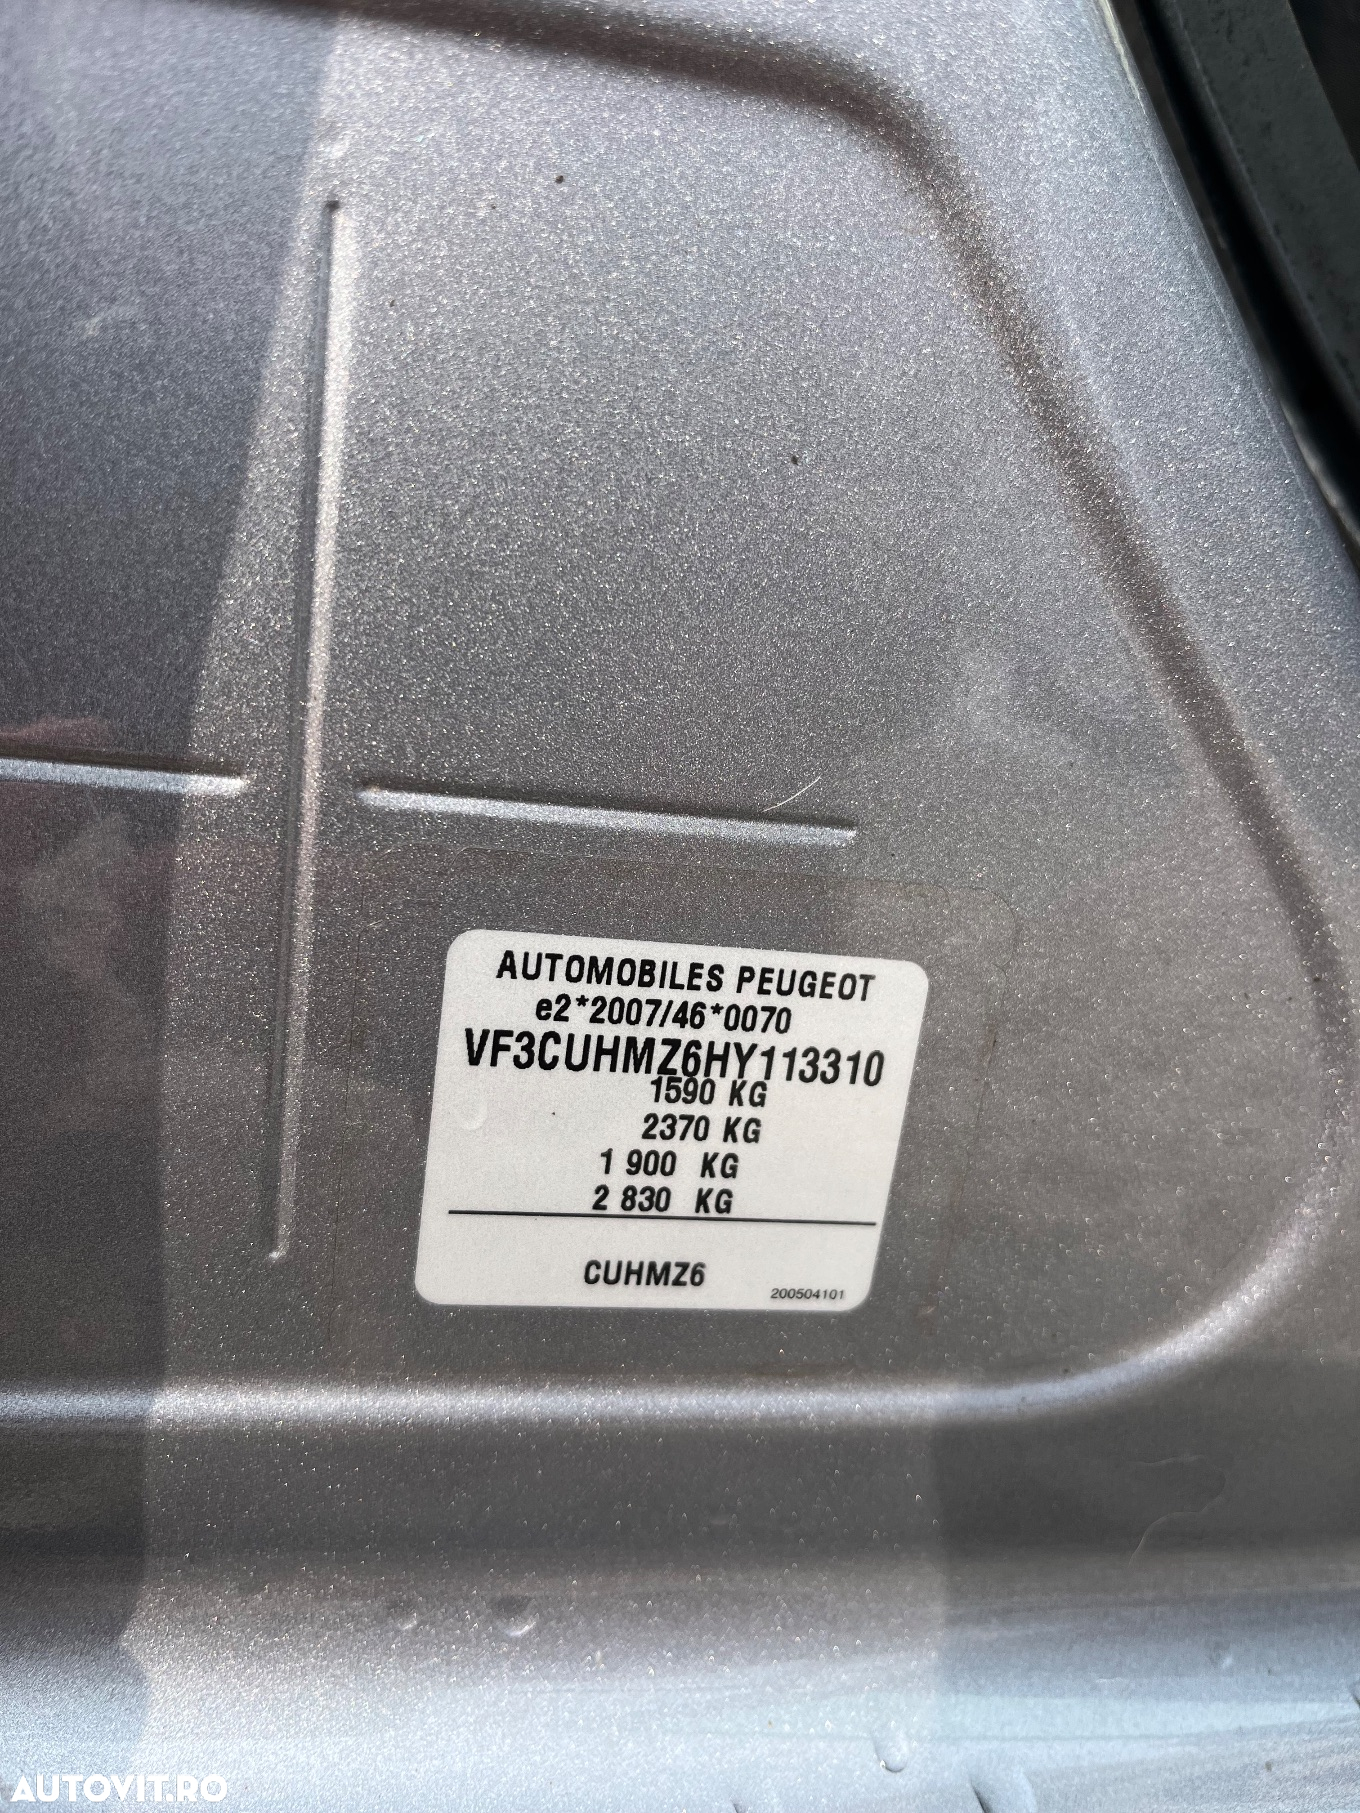 AUTOMOBILES PEUGEOT
e2*2007/46*0070
VF3CUHMZ6HY113310
1590 KG
2370 KG
1 900 KG
2 830 KG
CUHMZ6
200504101
AUTOVIT.RO